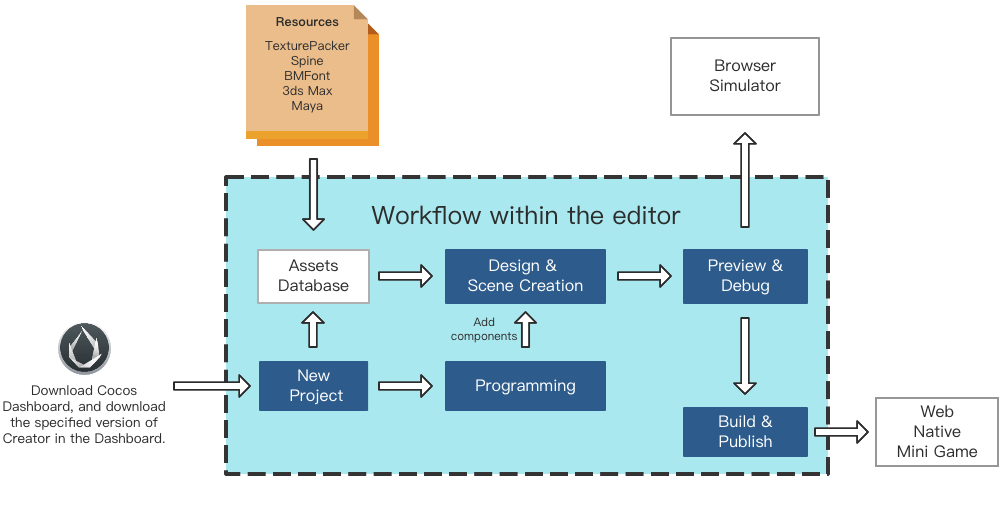 Resources
TexturePacker
Spine
BMFont
3ds Max
Maya
Browser
Simulator
Workflow within the editor
Assets
Database
Design &
Scene Creation
Preview &
Debug
Add
components
New
Project
Programming
Download Cocos
Dashboard, and download
the specified version of
Creator in the Dashboard.
Build &
Publish
Web
Native
Mini Game